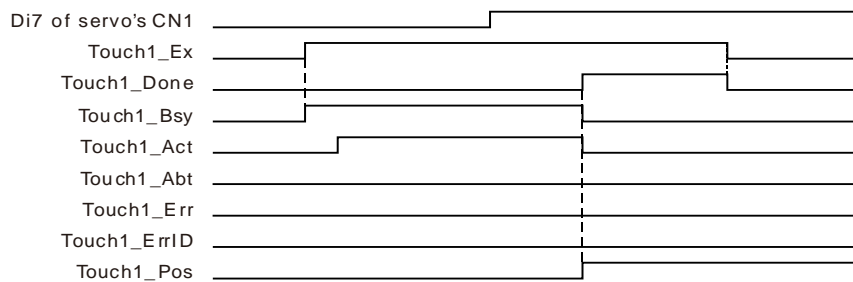 Di7 of servo's CN1
Touch1_Ex
Touch1_Done
Touch1_Bsy
Touch1_Act
Touch1_Abt
Touch1_Err
Touch1_ErrID
Touch1_Pos